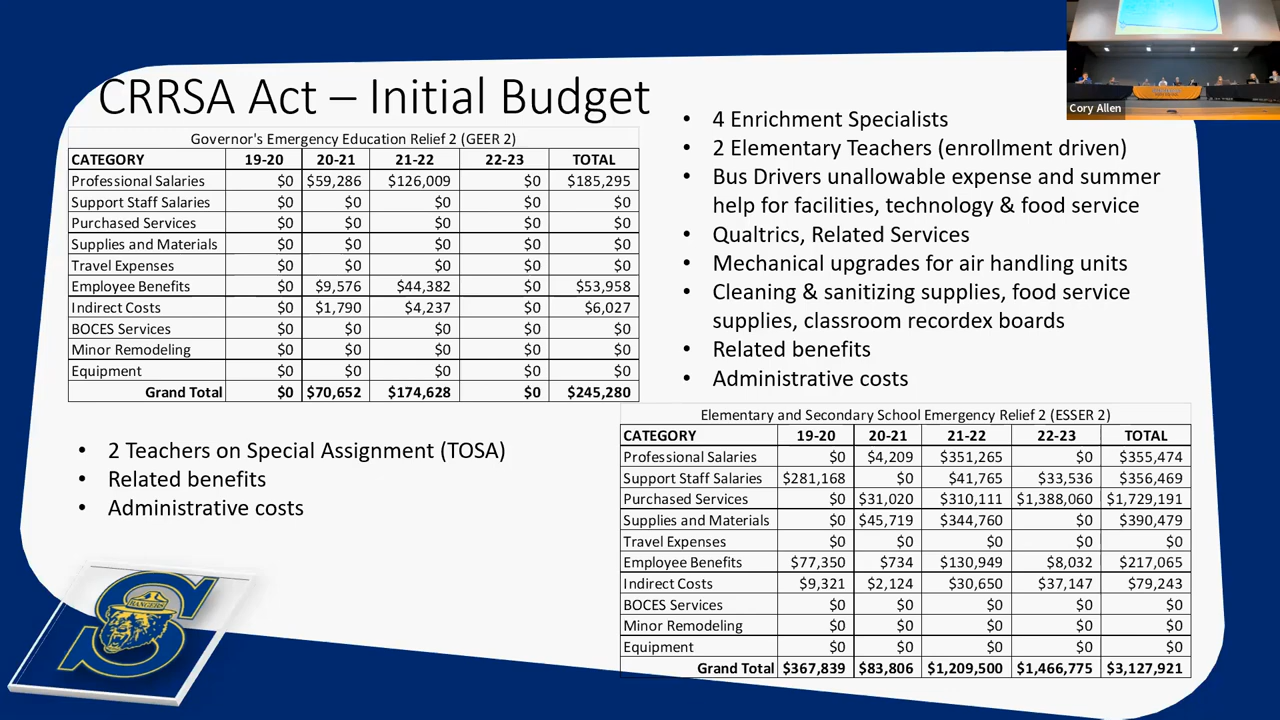 CRRSA Act – Initial Budget
Governor's Emergency Education Relief 2 (GEER 2)
CATEGORY 19-20 20-21 21-22 22-23 TOTAL
Professional Salaries $0 $59,286 $126,009 $0 $185,295
Support Staff Salaries $0 $0 $0 $0 $0
Purchased Services $0 $0 $0 $0 $0
Supplies and Materials $0 $0 $0 $0 $0
Travel Expenses $0 $0 $0 $0 $0
Employee Benefits $0 $9,576 $44,382 $0 $53,958
Indirect Costs $0 $1,790 $4,237 $0 $6,027
BOCES Services $0 $0 $0 $0 $0
Minor Remodeling $0 $0 $0 $0 $0
Equipment $0 $0 $0 $0 $0
Grand Total $0 $70,652 $174,628 $0 $245,280
• 2 Teachers on Special Assignment (TOSA)
• Related benefits
• Administrative costs
Cory Allen
• 4 Enrichment Specialists
• 2 Elementary Teachers (enrollment driven)
• Bus Drivers unallowable expense and summer
help for facilities, technology & food service
• Qualtrics, Related Services
• Mechanical upgrades for air handling units
• Cleaning & sanitizing supplies, food service
supplies, classroom recordex boards
• Related benefits
• Administrative costs
Elementary and Secondary School Emergency Relief 2 (ESSER 2)
CATEGORY 19-20 20-21 21-22 22-23 TOTAL
Professional Salaries $0 $4,209 $351,265 $0 $355,474
Support Staff Salaries $281,168 $0 $41,765 $33,536 $356,469
Purchased Services $0 $31,020 $310,111 $1,388,060 $1,729,191
Supplies and Materials $0 $45,719 $344,760 $0 $390,479
Travel Expenses $0 $0 $0 $0 $0
Employee Benefits $77,350 $734 $130,949 $8,032 $217,065
Indirect Costs $9,321 $2,124 $30,650 $37,147 $79,243
BOCES Services $0 $0 $0 $0 $0
Minor Remodeling $0 $0 $0 $0 $0
Equipment $0 $0 $0 $0 $0
Grand Total $367,839 $83,806 $1,209,500 $1,466,775 $3,127,921
S
RANGERS